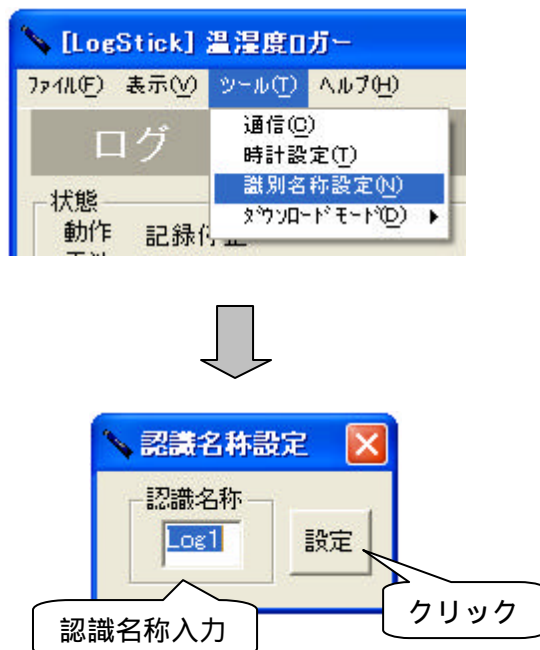 [LogStick] 温湿度ロガー
ﾌｧｲﾙ(F) 表示(V) ツール(T) ヘルプ(H)
ログ
通信(C)
時計設定(T)
識別名称設定(N)
ﾀﾞｳﾝﾛｰﾄﾞﾓｰﾄﾞ(D)
状態
動作 記録停止
認識名称設定
認識名称
Log1
設定
認識名称入力
クリック